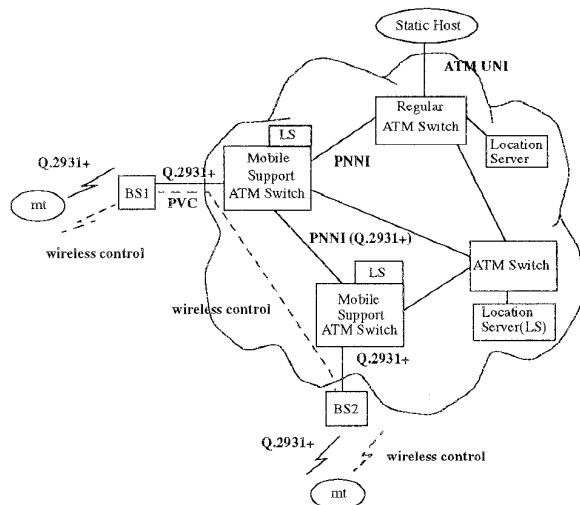 Static Host
ATM UNI
Regular
ATM Switch
LS
Mobile
Support
ATM Switch
PNNI
Location
Server
Q.2931+
Q.2931+
mt
BS1
PVC
wireless control
PNNI (Q.2931+)
LS
ATM Switch
wireless control
Mobile
Support
ATM Switch
Location
Server(LS)
Q.2931+
BS2
Q.2931+
wireless control
mt